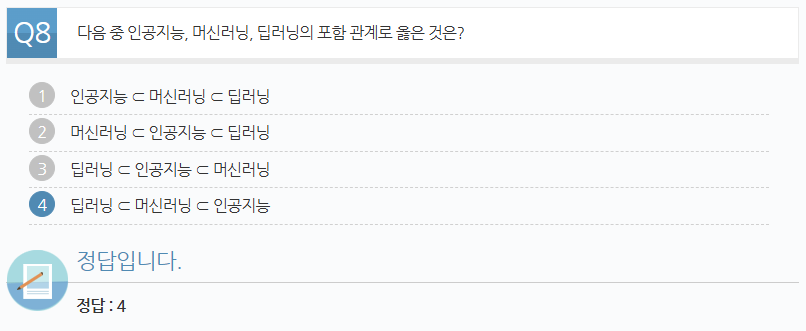 Q8 다음 중 인공지능, 머신러닝, 딥러닝의 포함 관계로 옳은 것은?
1 인공지능 ⊂ 머신러닝 ⊂ 딥러닝
2 머신러닝 ⊂ 인공지능 ⊂ 딥러닝
3 딥러닝 ⊂ 인공지능 ⊂ 머신러닝
4 딥러닝 ⊂ 머신러닝 ⊂ 인공지능
정답입니다.
정답 : 4